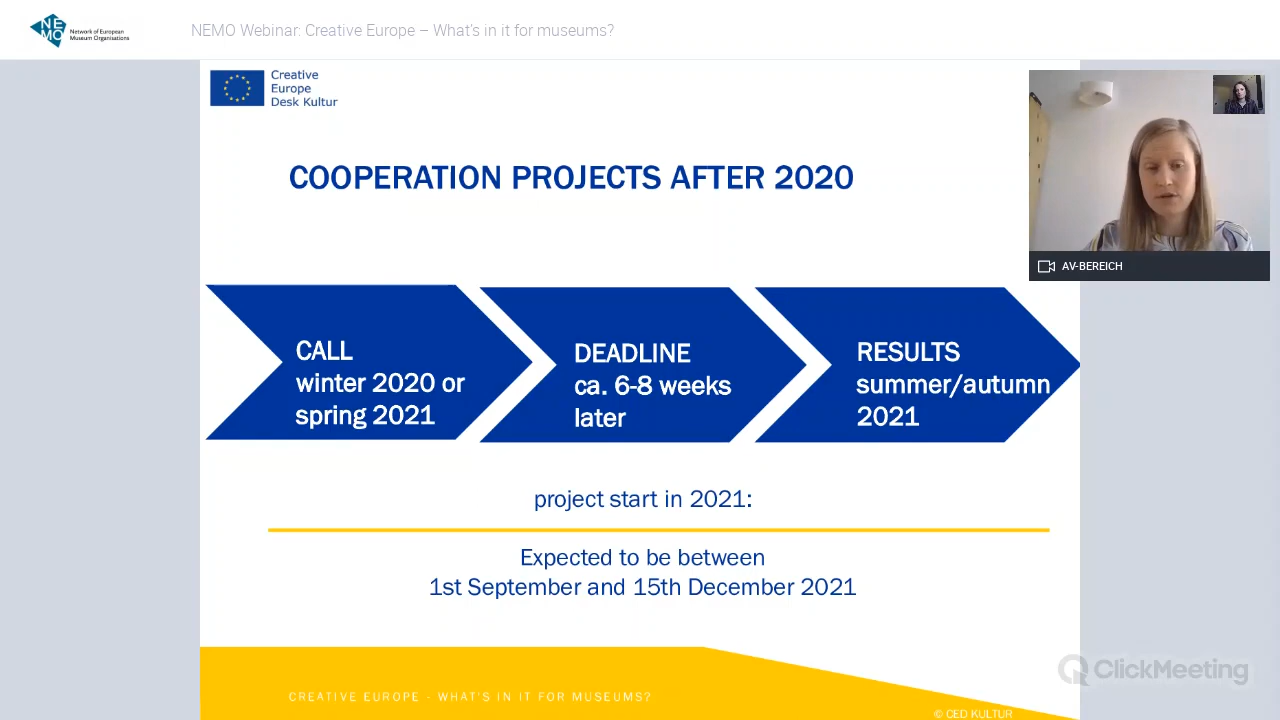 NEMO
Network of European
Museum Organisations
NEMO Webinar: Creative Europe – What's in it for museums?
Creative
Europe
Desk Kultur
AV-BEREICH
COOPERATION PROJECTS AFTER 2020
CALL
winter 2020 or
spring 2021
DEADLINE
ca. 6-8 weeks
later
RESULTS
summer/autumn
2021
project start in 2021:
Expected to be between
1st September and 15th December 2021
ClickMeeting
CREATIVE EUROPE - WHAT'S IN IT FOR MUSEUMS?
© CED KULTUR